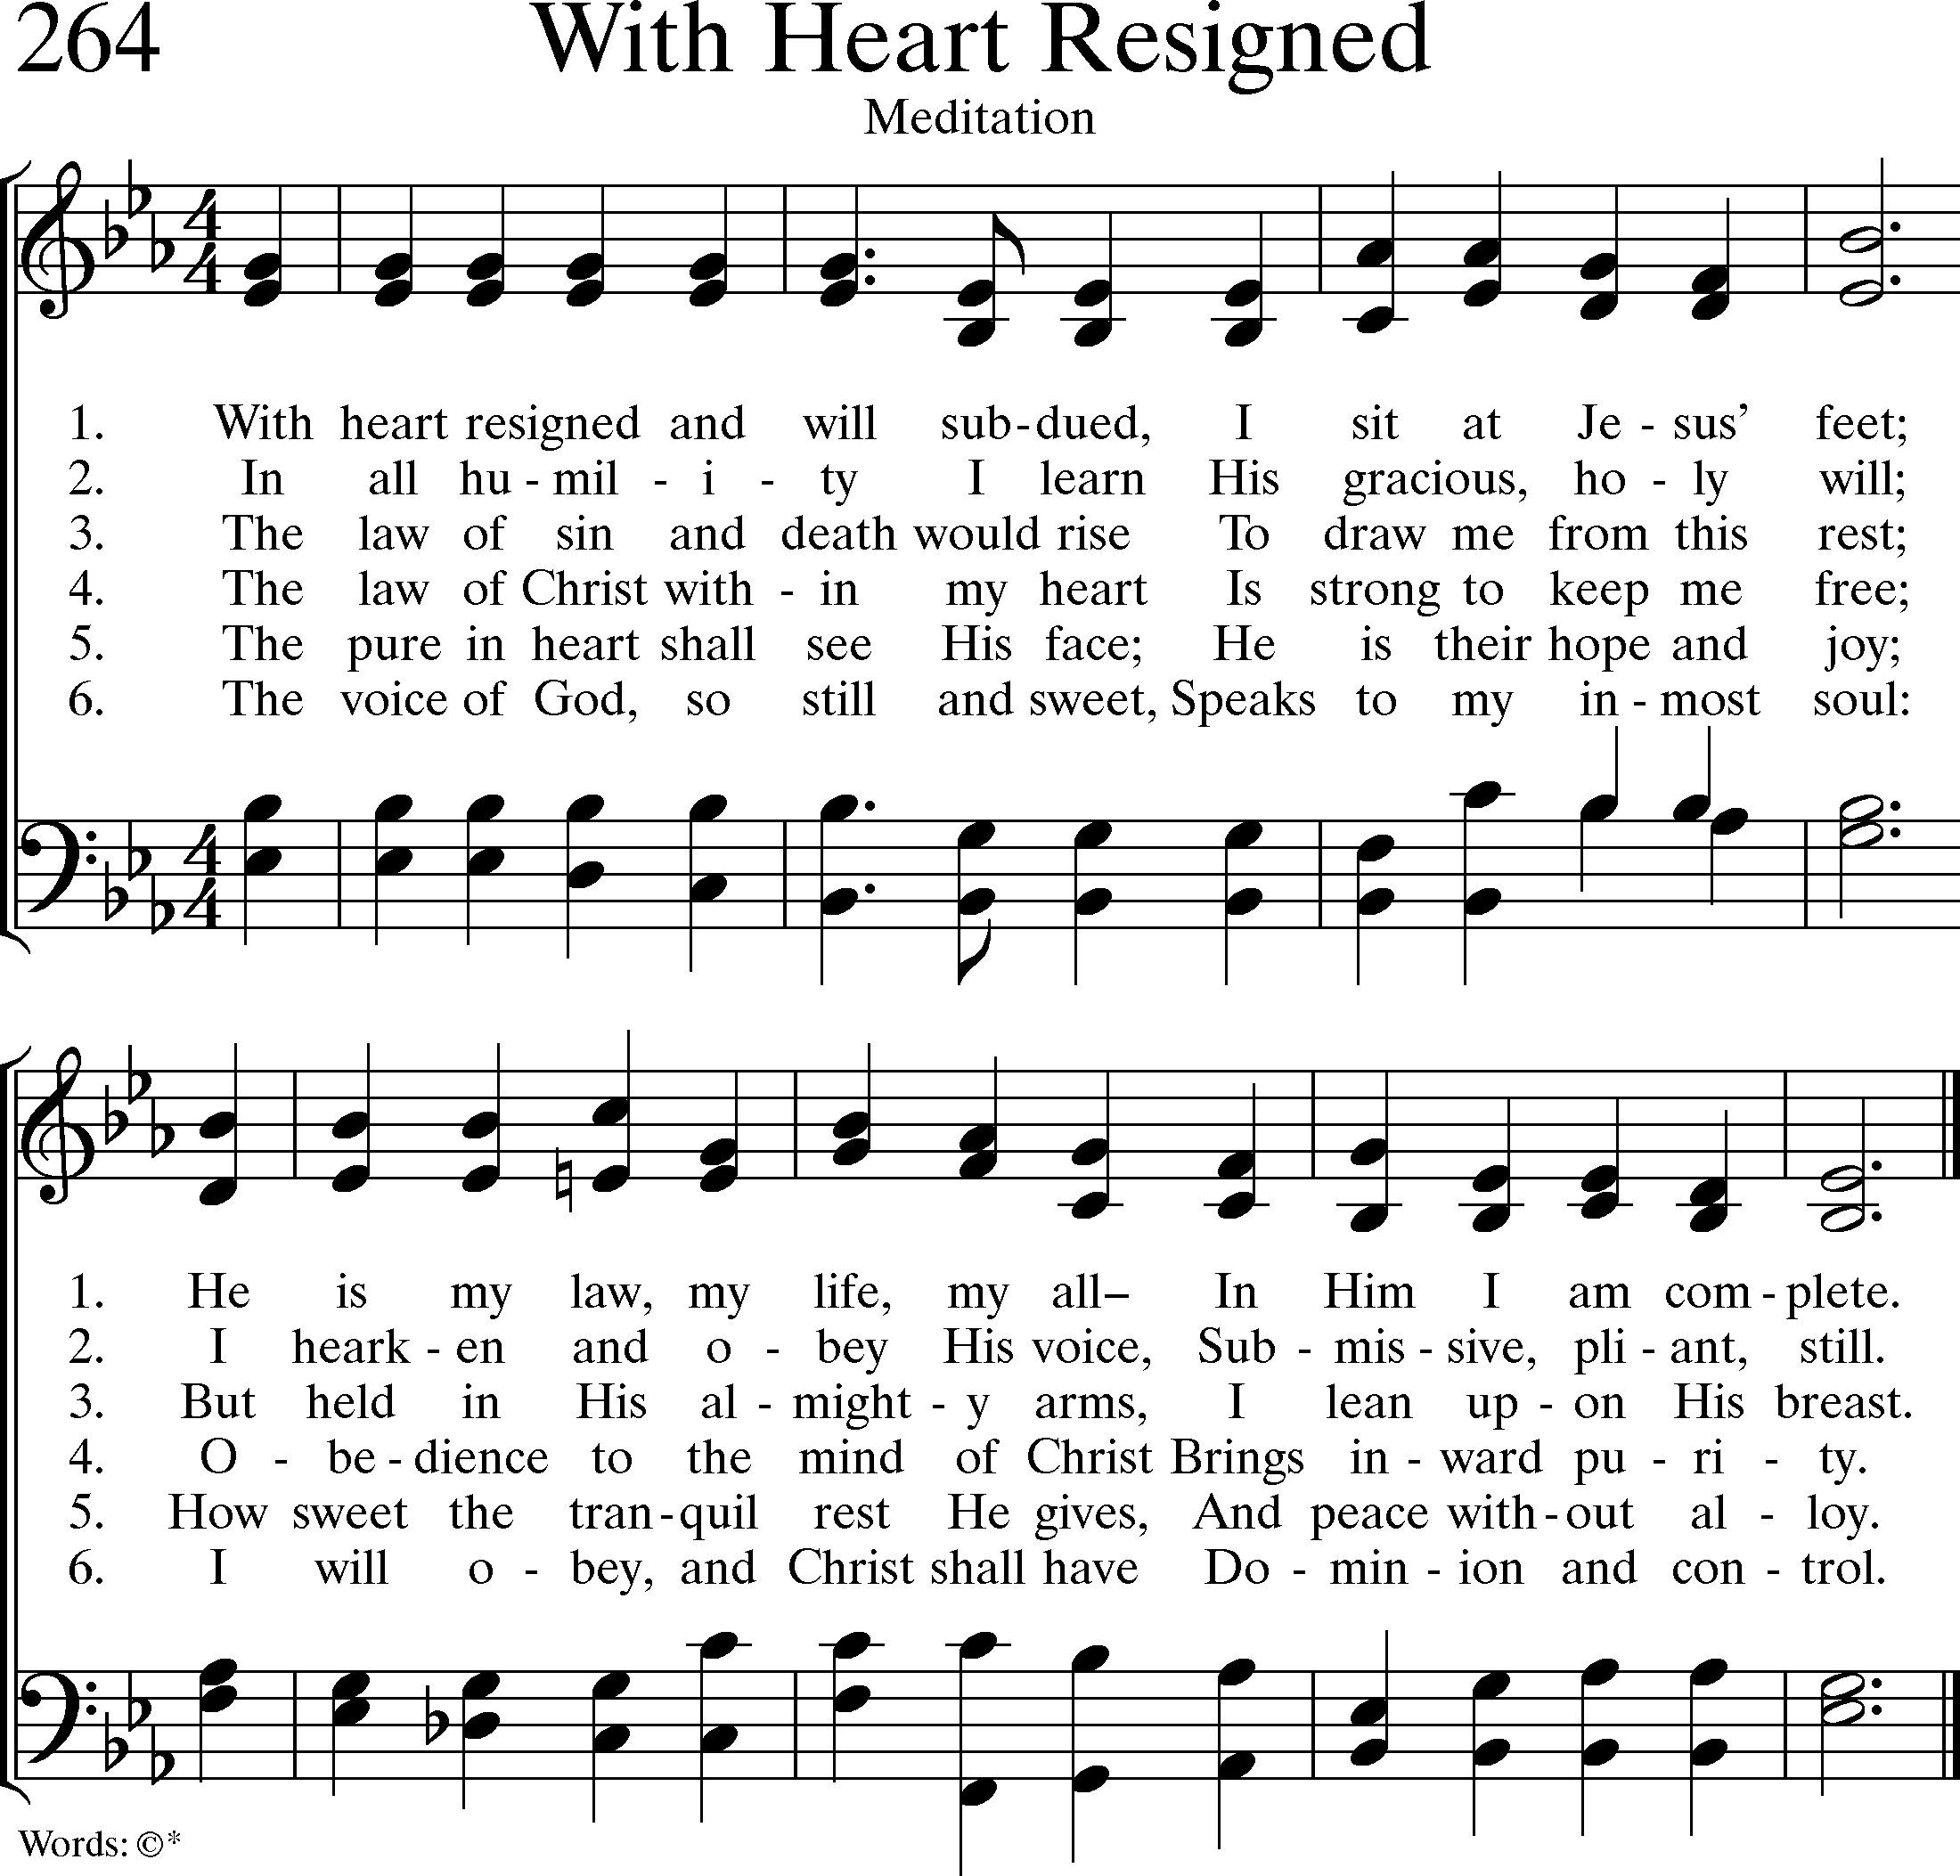 264 With Heart Resigned
Meditation
4 4
1. With heart resigned and will sub-dued, I sit at Je - sus’ feet;
2. In all hu - mil - i - ty I learn His gracious, ho - ly will;
3. The law of sin and death would rise To draw me from this rest;
4. The law of Christ with - in my heart Is strong to keep me free;
5. The pure in heart shall see His face; He is their hope and joy;
6. The voice of God, so still and sweet, Speaks to my in - most soul:
4 4
1. He is my law, my life, my all– In Him I am com - plete.
2. I heark - en and o - bey His voice, Sub - mis - sive, pli - ant, still.
3. But held in His al - might - y arms, I lean up - on His breast.
4. O - be - dience to the mind of Christ Brings in - ward pu - ri - ty.
5. How sweet the tran - quil rest He gives, And peace with - out al - loy.
6. I will o - bey, and Christ shall have Do - min - ion and con - trol.
Words: ©*